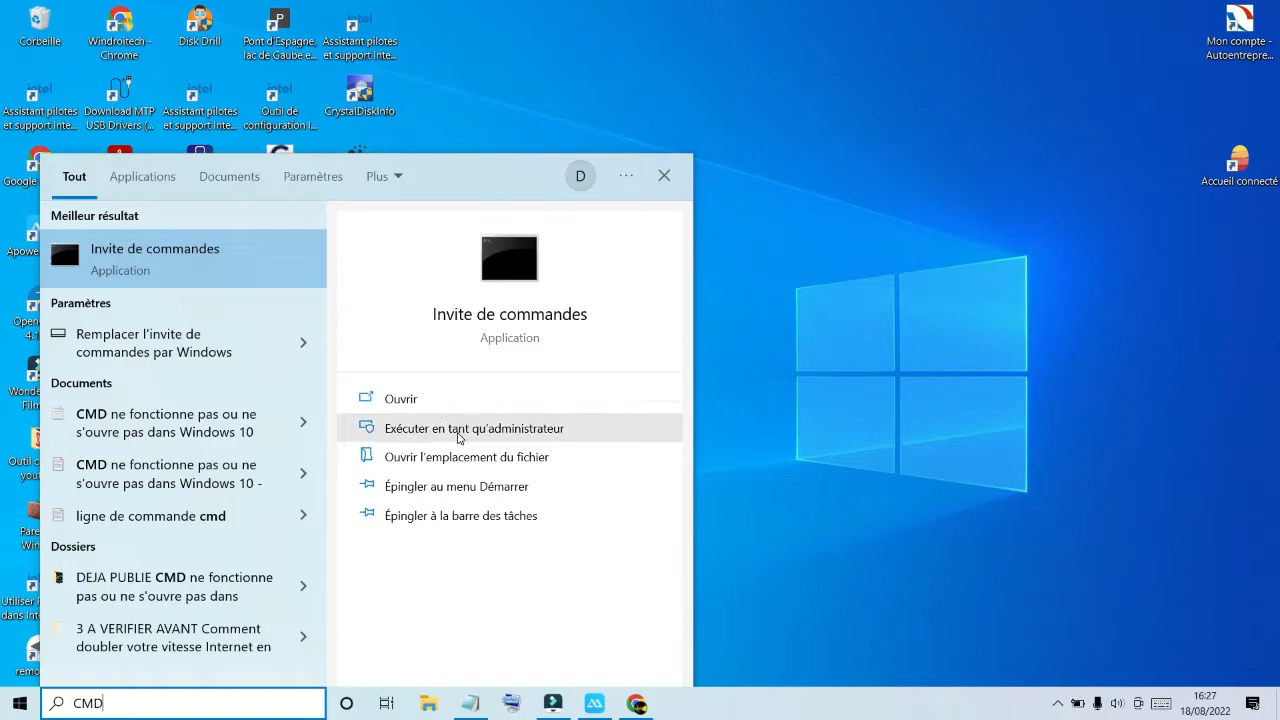 Corbeille
Windroitech -
Chrome
Disk Drill
Pont d'Espagne,
lac de Gaube e...
Assistant pilotes
et support Inte...
Mon compte -
Autoentrepre...
Assistant pilotes
et support Inte...
Download MTP
USB Drivers (...
Assistant pilotes
et support Inte...
Outil de
configuration I...
CrystalDiskInfo
Google
Accueil connecté
Tout
Applications
Documents
Paramètres
Plus
D
Meilleur résultat
Invite de commandes
Application
Paramètres
Remplacer l'invite de
commandes par Windows
Documents
CMD ne fonctionne pas ou ne
s'ouvre pas dans Windows 10
CMD ne fonctionne pas ou ne
s'ouvre pas dans Windows 10 -
ligne de commande cmd
Dossiers
DEJA PUBLIE CMD ne fonctionne
pas ou ne s'ouvre pas dans
3 A VERIFIER AVANT Comment
doubler votre vitesse Internet en
Invite de commandes
Application
Ouvrir
Exécuter en tant qu'administrateur
Ouvrir l'emplacement du fichier
Épingler au menu Démarrer
Épingler à la barre des tâches
CMD
16:27
18/08/2022